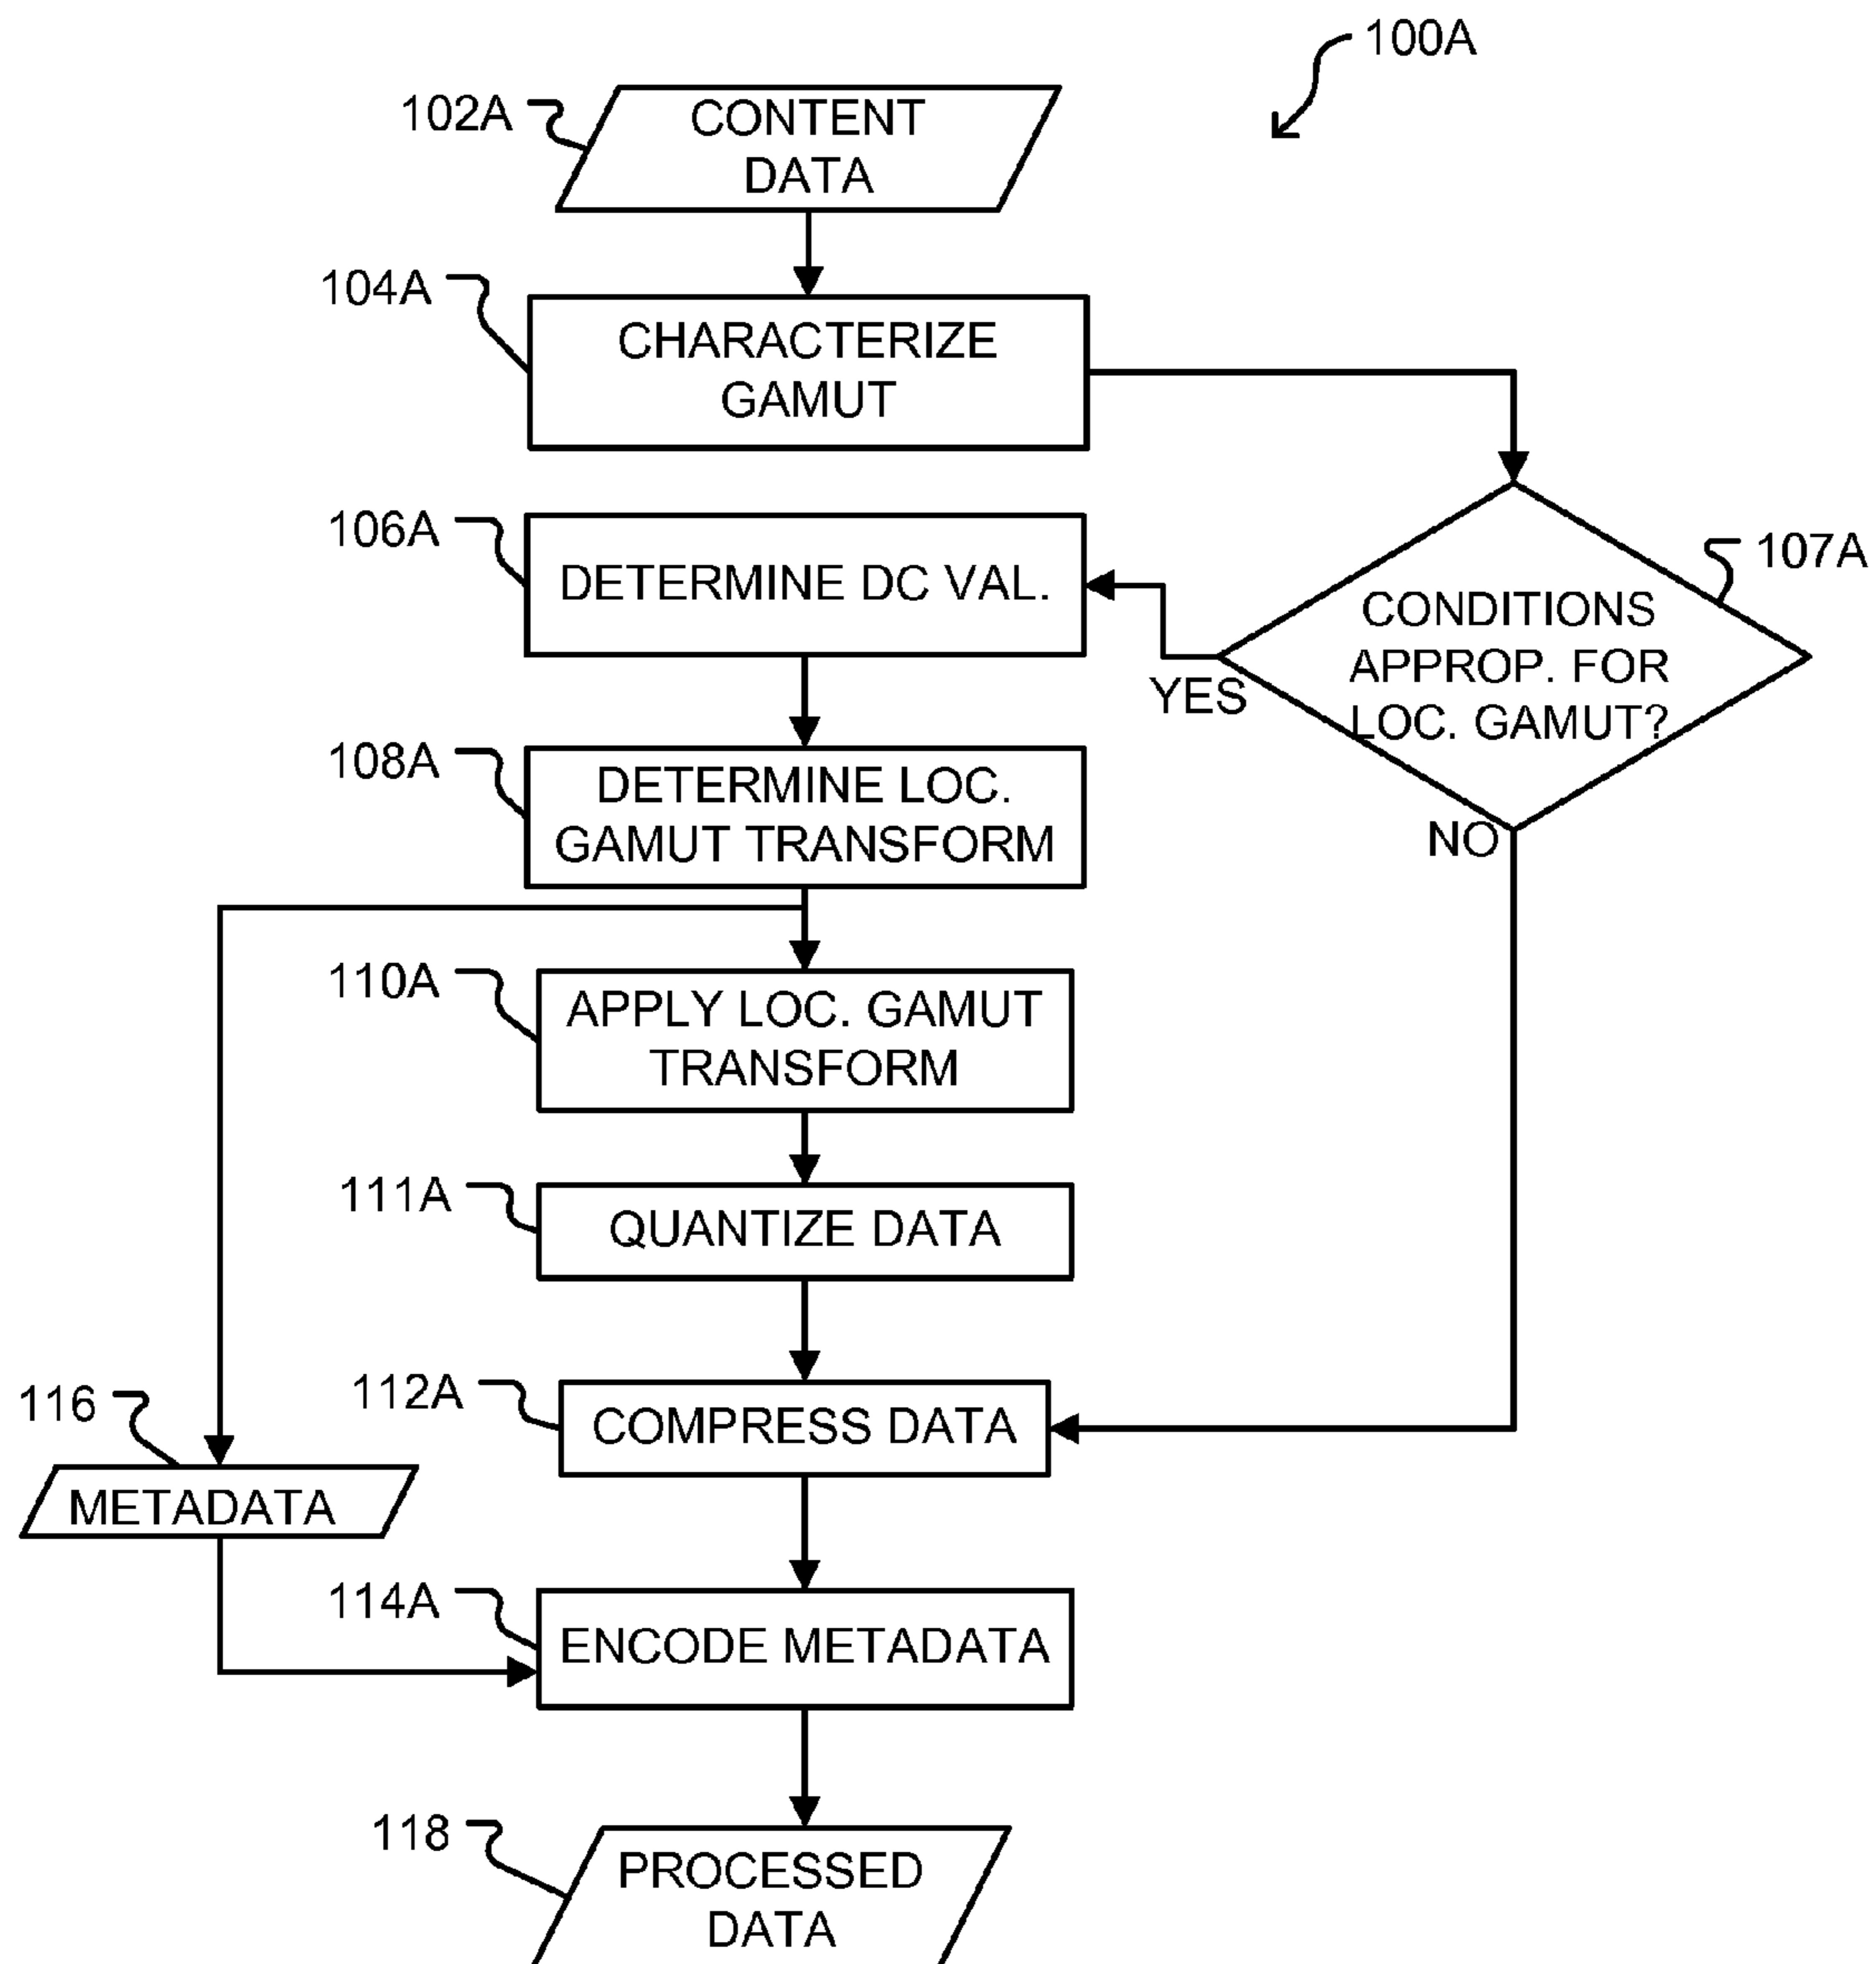 100A
102A
CONTENT
DATA
104A
CHARACTERIZE
GAMUT
106A
DETERMINE DC VAL.
107A
CONDITIONS
APPROP. FOR
LOC. GAMUT?
YES
NO
108A
DETERMINE LOC.
GAMUT TRANSFORM
110A
APPLY LOC. GAMUT
TRANSFORM
111A
QUANTIZE DATA
112A
COMPRESS DATA
116
METADATA
114A
ENCODE METADATA
118
PROCESSED
DATA